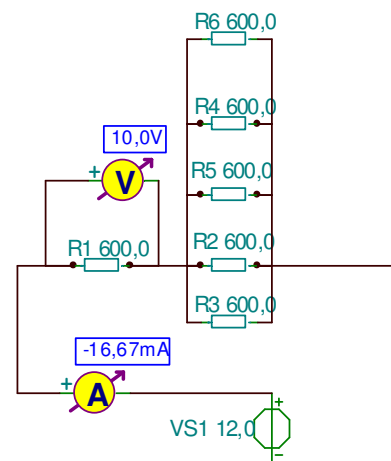 R6 600,0
R4 600,0
10,0V
+
V
R5 600,0
R1 600,0
R2 600,0
R3 600,0
-16,67mA
+
A
VS1 12,0
+
-